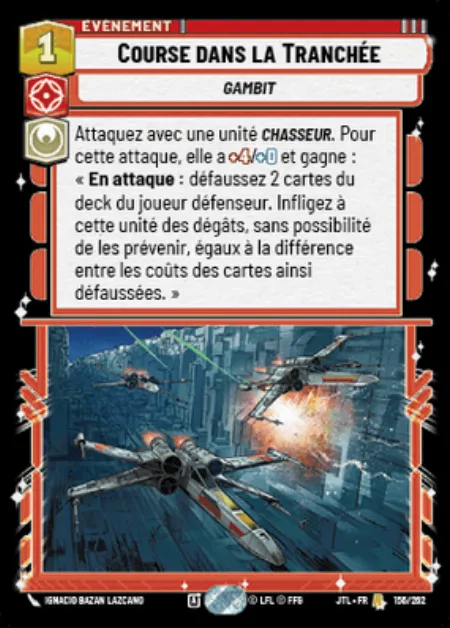 ÉVÉNEMENT
1
COURSE DANS LA TRANCHÉE
GAMBIT
Attaquez avec une unité CHASSEUR. Pour
cette attaque, elle a +4/+0 et gagne :
« En attaque : défaussez 2 cartes du
deck du joueur défenseur. Infligez à
cette unité des dégâts, sans possibilité
de les prévenir, égaux à la différence
entre les coûts des cartes ainsi
défaussées. »
IGNACIO BAZAN LAZCANO
A
© LFL © FFG
JTL • FR
156/262